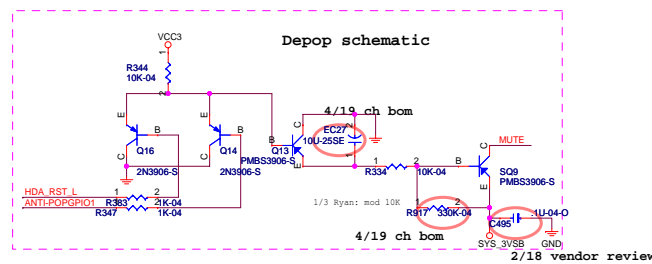 Depop schematic
VCC3
1
R344
10K-04
2
4/19 ch bom
E
E
C
EC27
2
10U-25SE
MUTE
B
B
B
Q13
C
Q16
Q14
PMBS3906-S
1
2
B
SQ9
C
2N3906-S
C
2N3906-S
E
1
R334
10K-04
PMBS3906-S
E
HDA_RST_L
1
2
ANTI-POPGPIO1
R383
1K-04
1/3 Ryan: mod 10K
1
2
.1U-04-O
R347
1K-04
R917
330K-04
C495
4/19 ch bom
SYS_3VSB
GND
2/18 vendor review